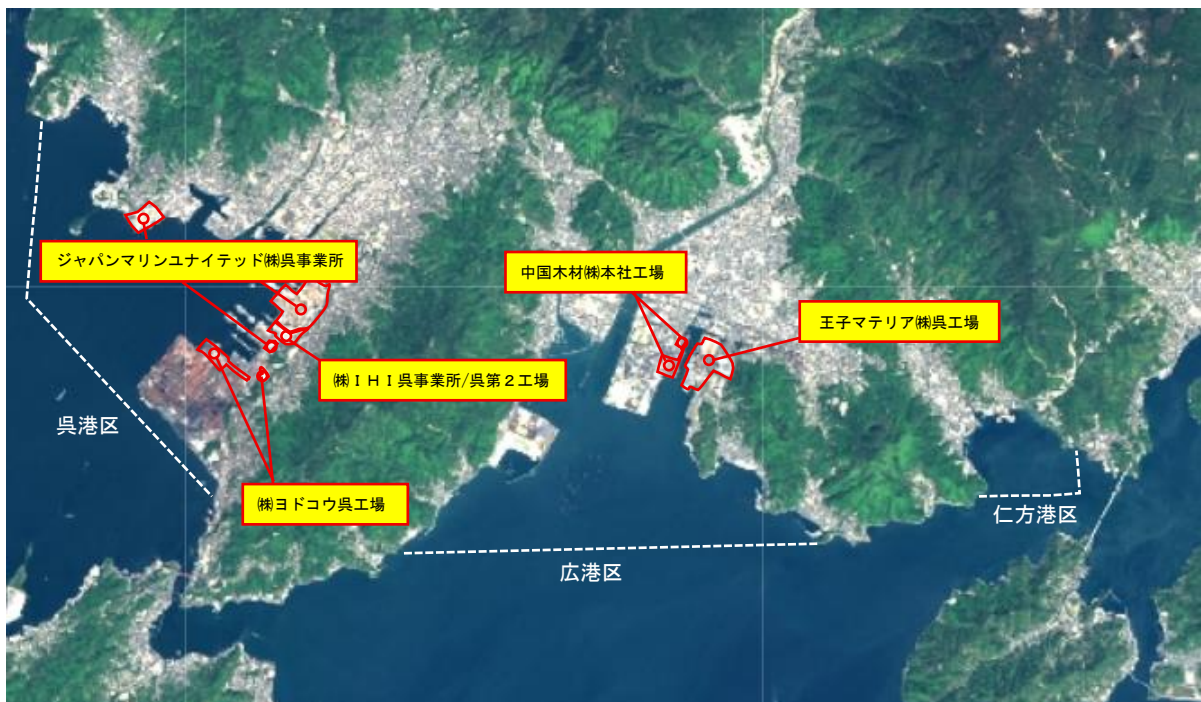 ジャパンマリンユナイテッド㈱呉事業所
中国木材㈱本社工場
王子マテリア㈱呉工場
㈱ＩＨＩ呉事業所/呉第２工場
呉港区
㈱ヨドコウ呉工場
仁方港区
広港区